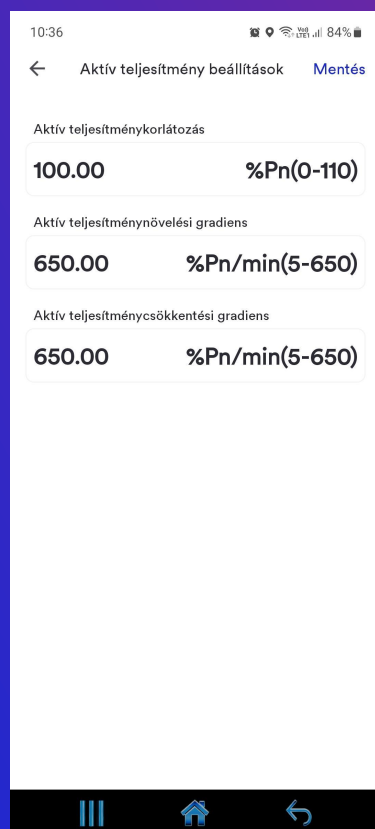 10:36 84%
Aktív teljesítmény beállítások Mentés
Aktív teljesítménykorlátozás
100.00 %Pn(0-110)
Aktív teljesítménynövelési gradiens
650.00 %Pn/min(5-650)
Aktív teljesítménycsökkentési gradiens
650.00 %Pn/min(5-650)